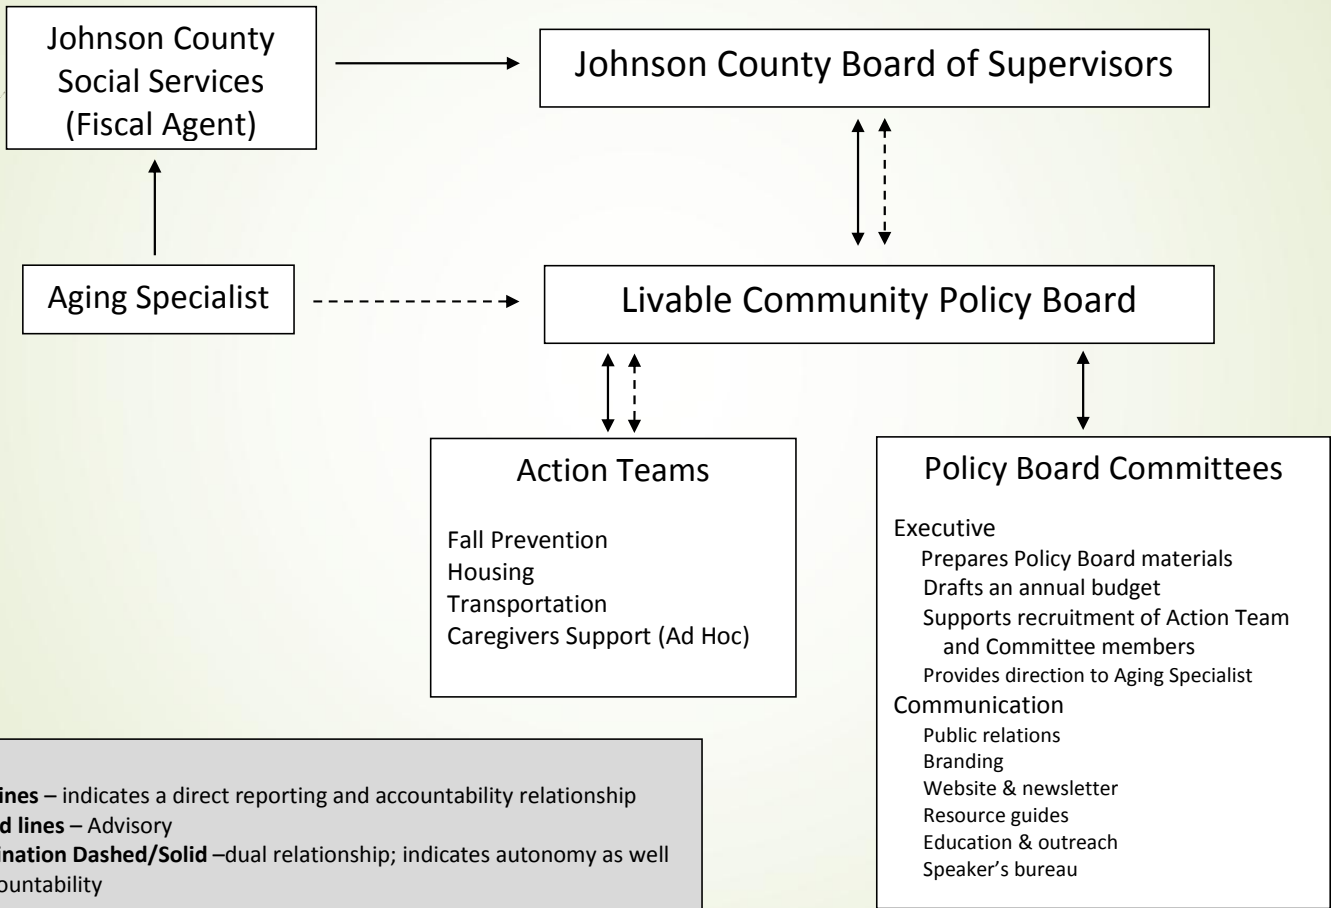 Johnson County
Social Services
(Fiscal Agent)
Johnson County Board of Supervisors
Aging Specialist
Livable Community Policy Board
Action Teams
Fall Prevention
Housing
Transportation
Caregivers Support (Ad Hoc)
Policy Board Committees
Executive
Prepares Policy Board materials
Drafts an annual budget
Supports recruitment of Action Team
and Committee members
Provides direction to Aging Specialist
Communication
Public relations
Branding
Website & newsletter
Resource guides
Education & outreach
Speaker’s bureau
ines – indicates a direct reporting and accountability relationship
d lines – Advisory
ination Dashed/Solid –dual relationship; indicates autonomy as well
ountability